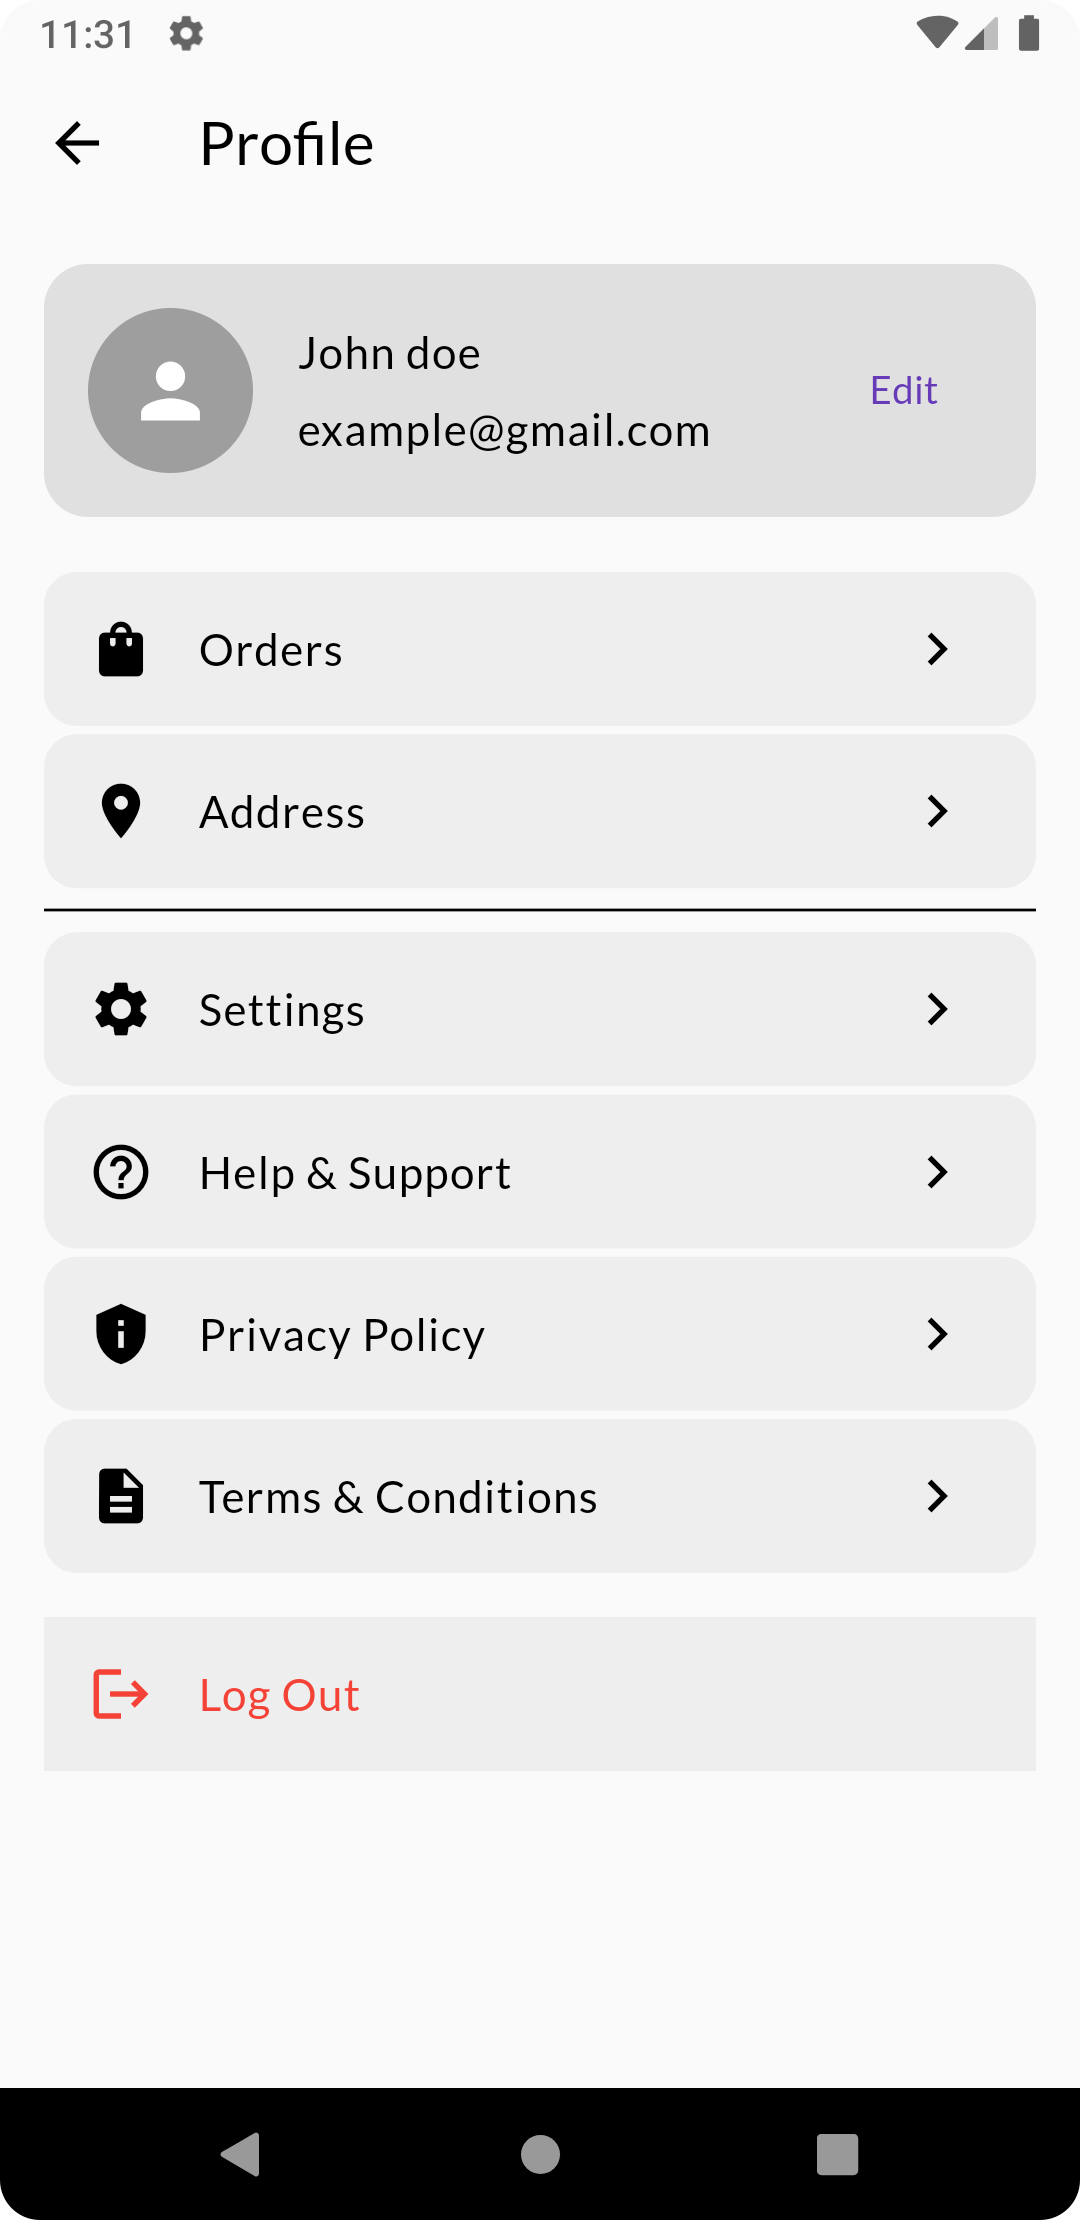 11:31
Profile
John doe
example@gmail.com
Edit
Orders
Address
Settings
Help & Support
Privacy Policy
Terms & Conditions
Log Out